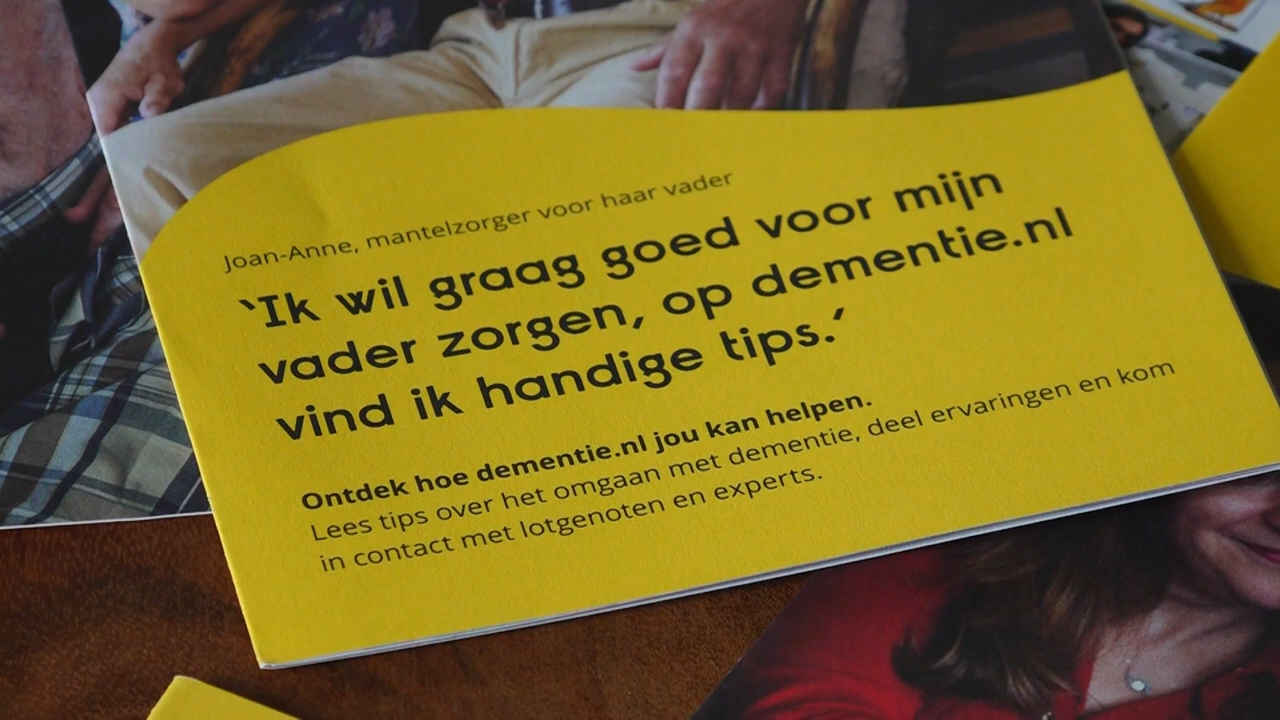 Joan-Anne, mantelzorger voor haar vader
‘Ik wil graag goed voor mijn
vader zorgen, op dementie.nl
vind ik handige tips.’
Ontdek hoe dementie.nl jou kan helpen.
Lees tips over het omgaan met dementie, deel ervaringen en kom
in contact met lotgenoten en experts.